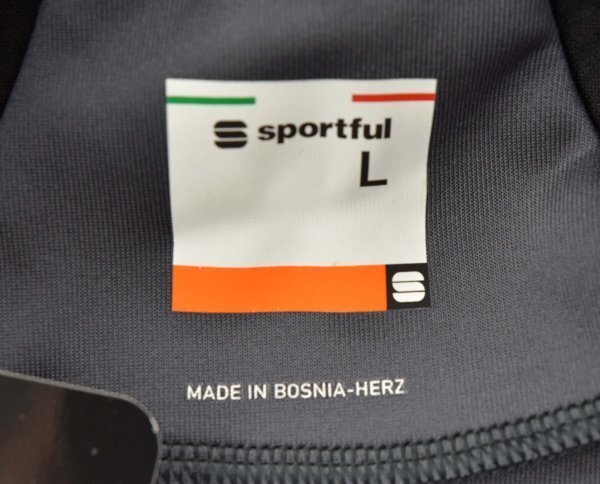 sportful
L
MADE IN BOSNIA-HERZ